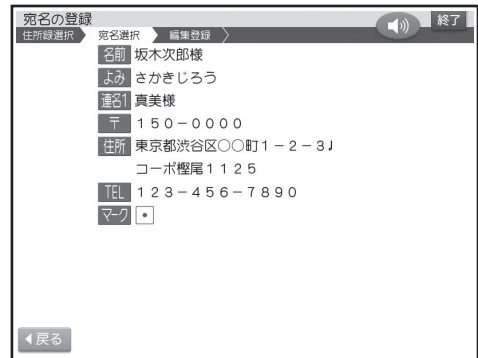 宛名の登録
終了
住所録選択 宛名選択 編集登録
名前 坂木次郎様
よみ さかきじろう
連名1 真美様
〒 150-0000
住所 東京都渋谷区○○町1-2-3♩
コーポ樫尾1125
TEL 123-456-7890
マーク •
◀戻る